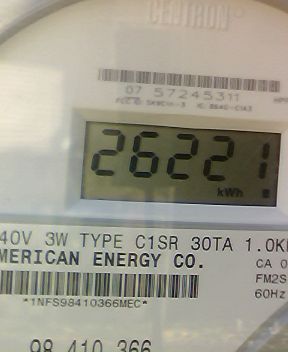 CENTRON®
07 57245311
26221
kWh
40V 3W TYPE C1SR 30TA 1.0K
MERICAN ENERGY CO.
CA 0
FM2S
60Hz
*1NFS98410366MEC*
98 410 366